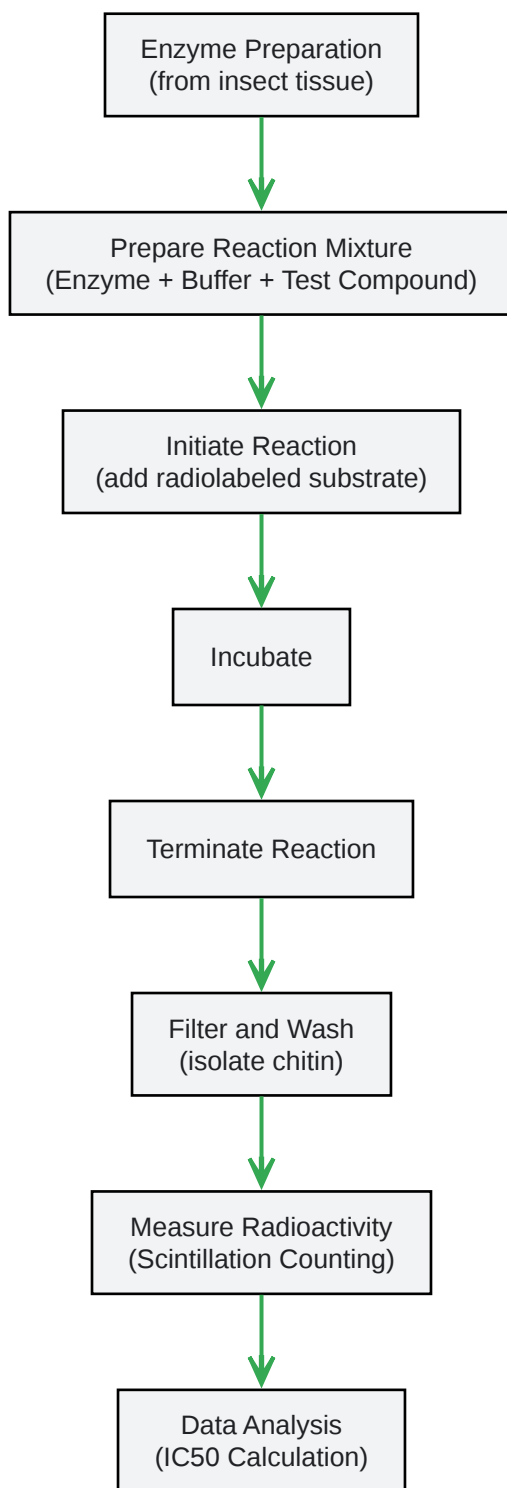 Enzyme Preparation
(from insect tissue)
Prepare Reaction Mixture
(Enzyme + Buffer + Test Compound)
Initiate Reaction
(add radiolabeled substrate)
Incubate
Terminate Reaction
Filter and Wash
(isolate chitin)
Measure Radioactivity
(Scintillation Counting)
Data Analysis
(IC50 Calculation)